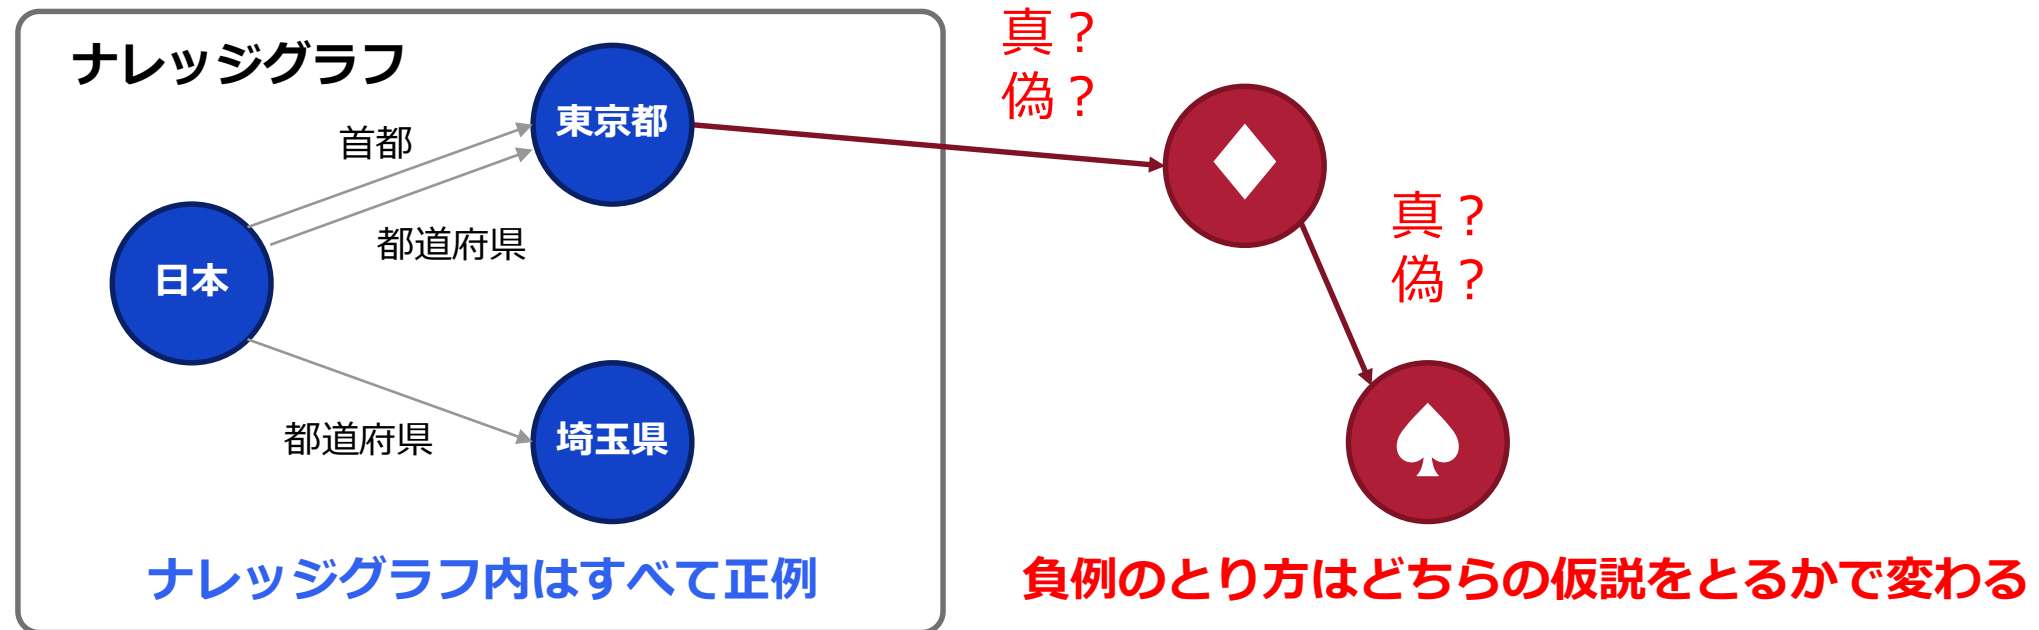 ナレッジグラフ
首都
都道府県
日本
東京都
都道府県
埼玉県
ナレッジグラフ内はすべて正例
真？
偽？
♦
真？
偽？
♠
負例のとり方はどちらの仮説をとるかで変わる